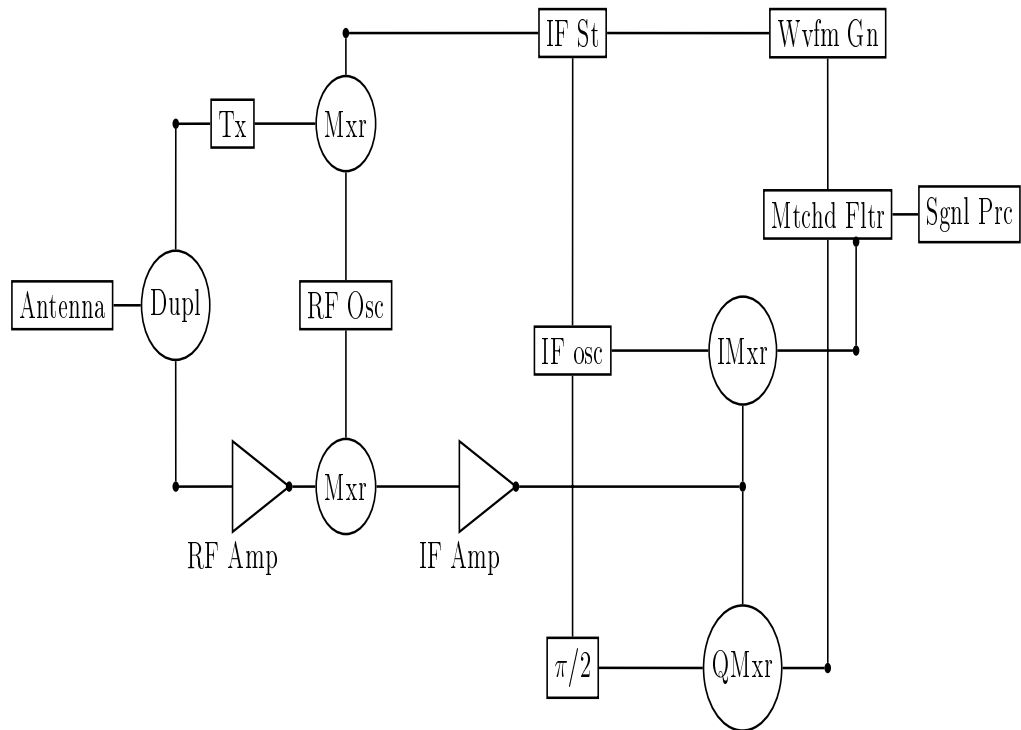 IF St
Wvfm Gn
Tx
Mxr
Mtchd Fltr
Sgnl Prc
Antenna
Dupl
RF Osc
IF osc
IMxr
Mxr
RF Amp
IF Amp
π/2
QMxr